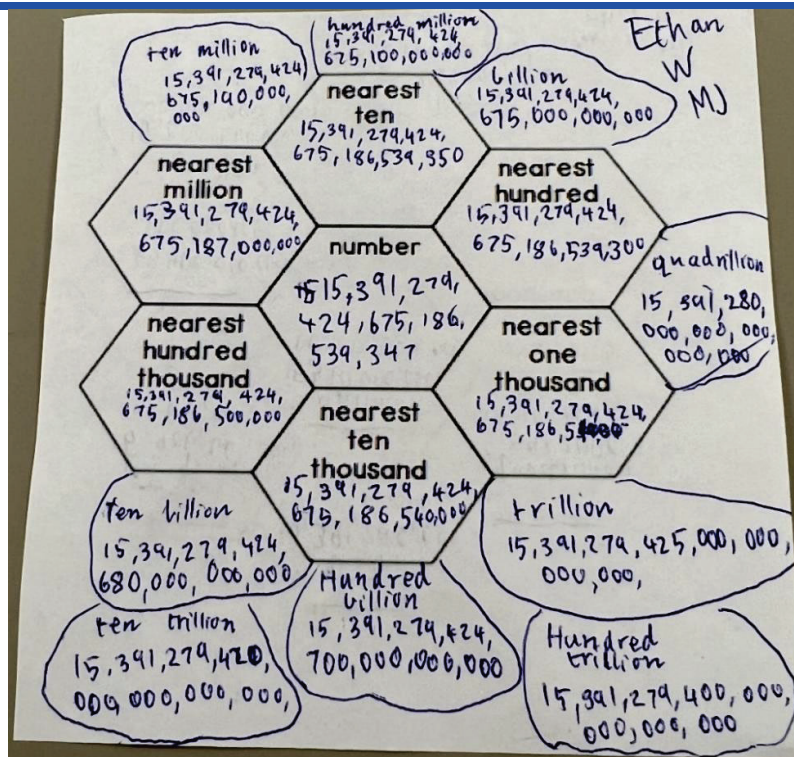 hundred million
15,391,279,424,
675,100,000,000
Ethan
W
MJ
ten million
15,391,279,424
675,190,000,
000
billion
15,391,279,424,
675,000,000,000
nearest
ten
15,391,279,424,
675,186,539,350
nearest
million
15,391,279,424,
675,187,000,000
nearest
hundred
15,391,279,424,
675,186,539,300
number
15,391,279,
424,675,186,
539,347
quadrillion
15,391,280,
000,000,000,
000,000
nearest
hundred
thousand
15,391,279,424,
675,186,500,000
nearest
one
thousand
15,391,279,424,
nearest
ten
thousand
15,391,279,424,
675,186,540,000
ten billion
15,391,279,424,
680,000,000,000
trillion
15,391,279,425,000,000,
000,000,
Hundred
billion
15,391,279,424,
700,000,000,000
ten trillion
15,391,279,420,
000,000,000,000,
Hundred
trillion
15,391,279,400,000,
000,000,000